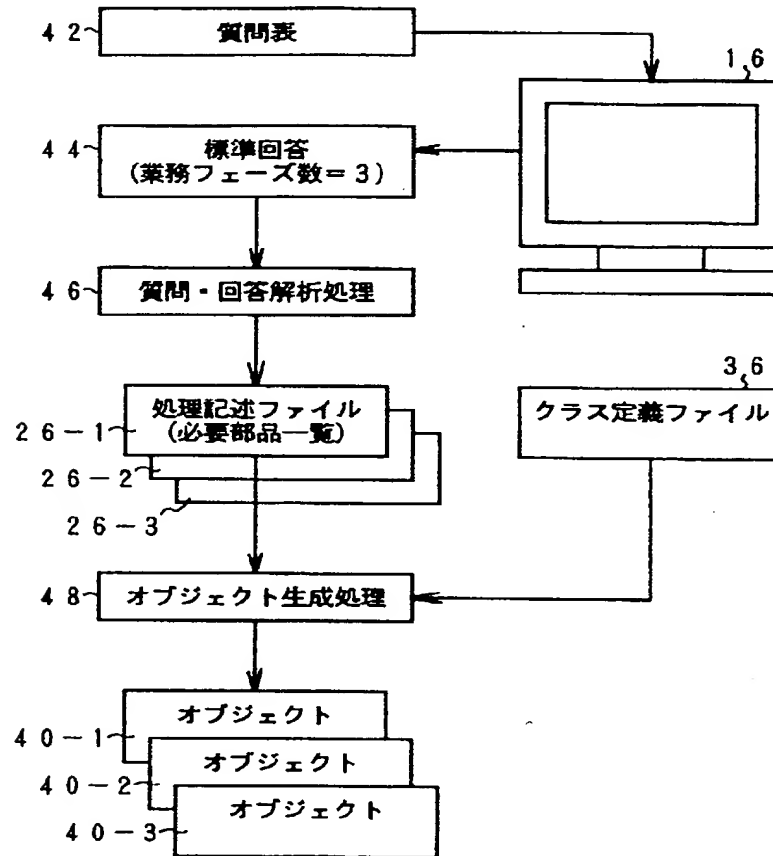 ４２
質問表
１６
４４
標準回答
（業務フェーズ数＝３）
４６
質問・回答解析処理
３６
処理記述ファイル
（必要部品一覧）
クラス定義ファイル
２６－１
２６－２
２６－３
４８
オブジェクト生成処理
４０－１
オブジェクト
４０－２
オブジェクト
４０－３
オブジェクト